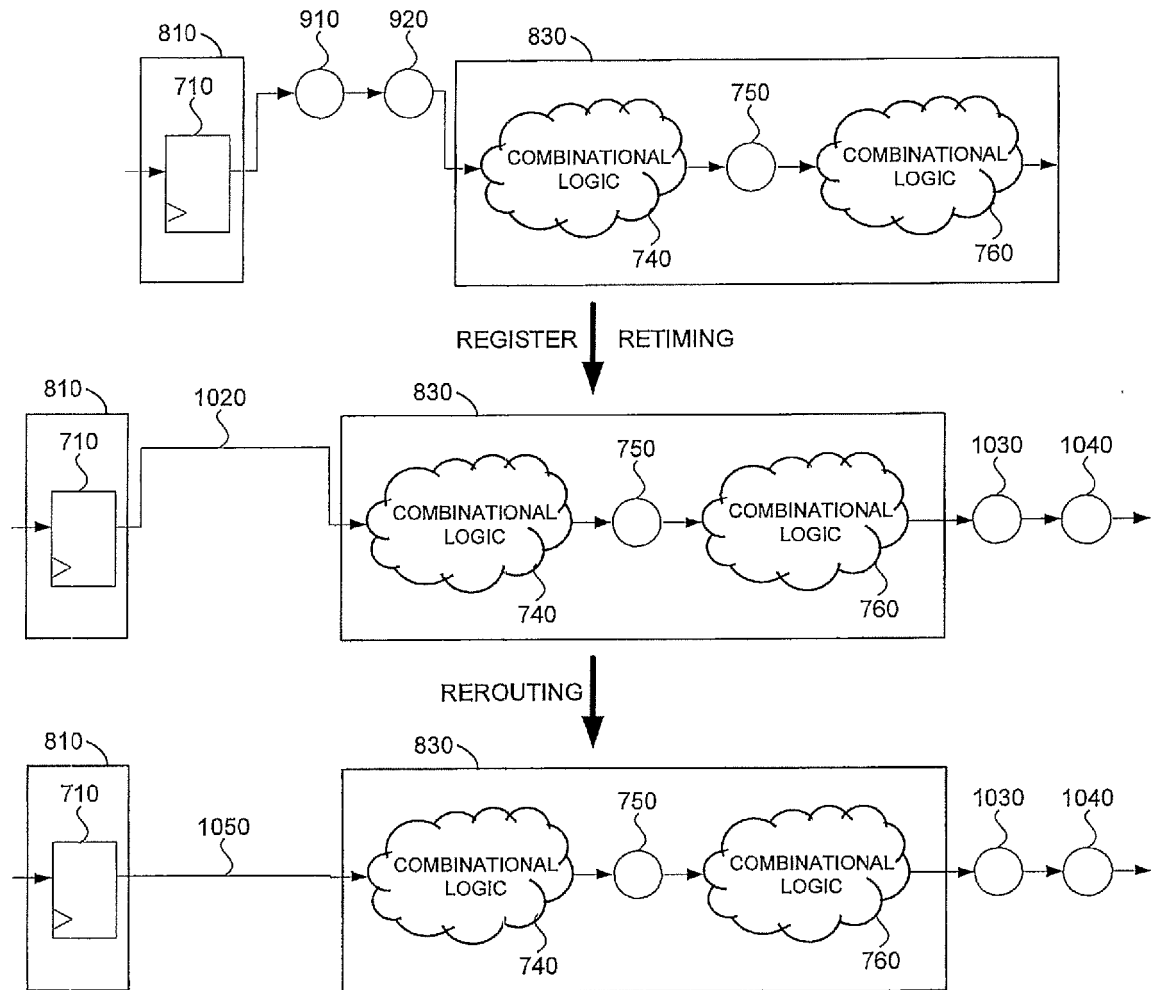 810 910 920 830
710 750
COMBINATIONAL LOGIC
COMBINATIONAL LOGIC
740 760
REGISTER RETIMING
810 1020 830
710 750 1030 1040
COMBINATIONAL LOGIC
COMBINATIONAL LOGIC
740 760
REROUTING
810 830
710 1050 750 1030 1040
COMBINATIONAL LOGIC
COMBINATIONAL LOGIC
740 760